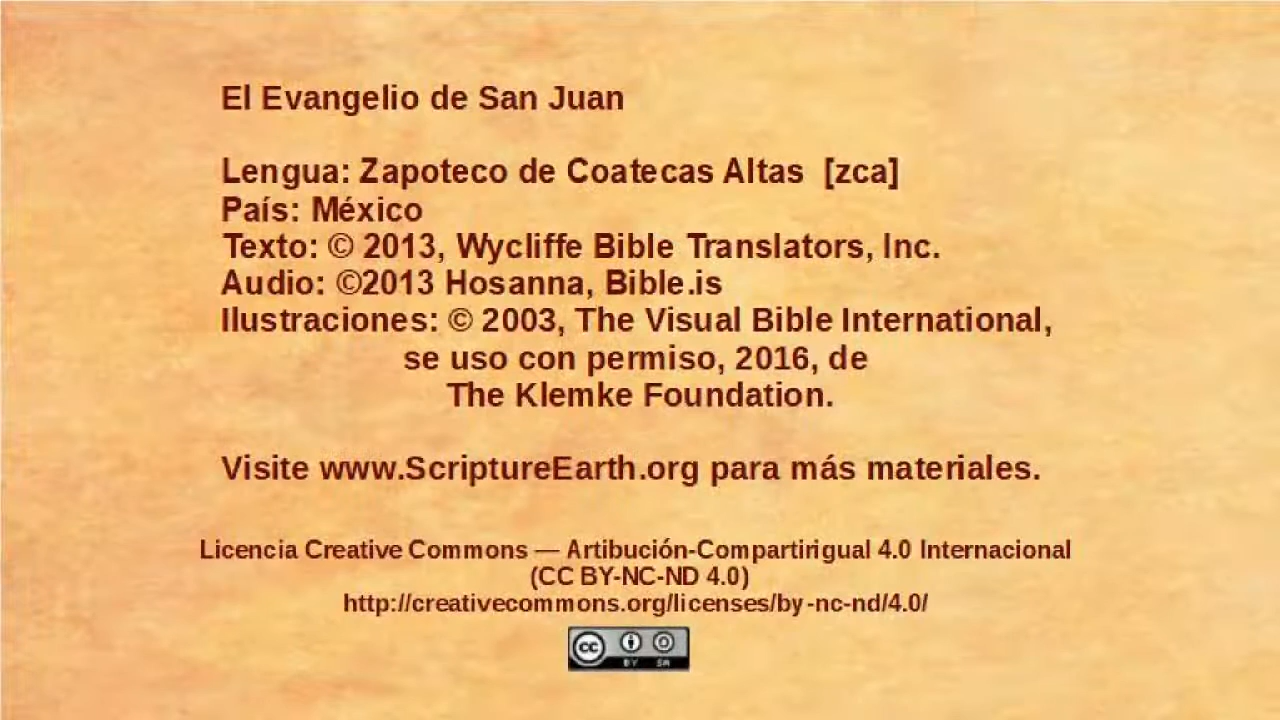 El Evangelio de San Juan
Lengua: Zapoteco de Coatecas Altas [zca]
País: México
Texto: © 2013, Wycliffe Bible Translators, Inc.
Audio: ©2013 Hosanna, Bible.is
Ilustraciones: © 2003, The Visual Bible International,
se uso con permiso, 2016, de
The Klemke Foundation.
Visite www.ScriptureEarth.org para más materiales.
Licencia Creative Commons — Artibución-Compartirigual 4.0 Internacional
(CC BY-NC-ND 4.0)
http://creativecommons.org/licenses/by-nc-nd/4.0/
cc
BY SA